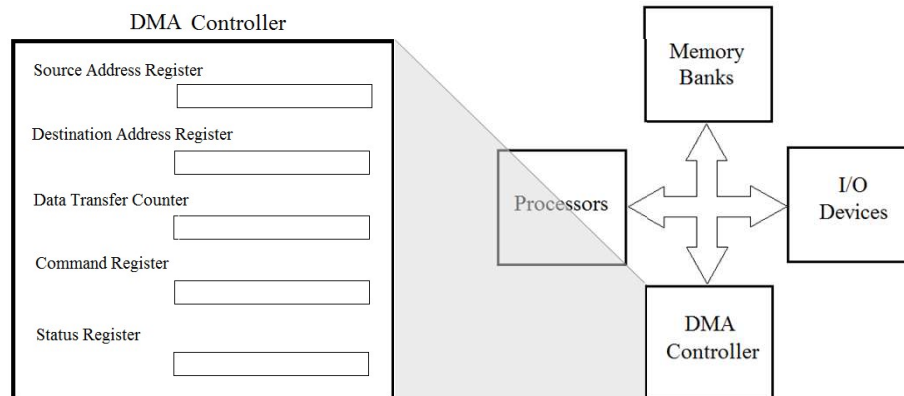 DMA Controller
Source Address Register
Destination Address Register
Data Transfer Counter
Command Register
Status Register
Memory
Banks
Processors
I/O
Devices
DMA
Controller